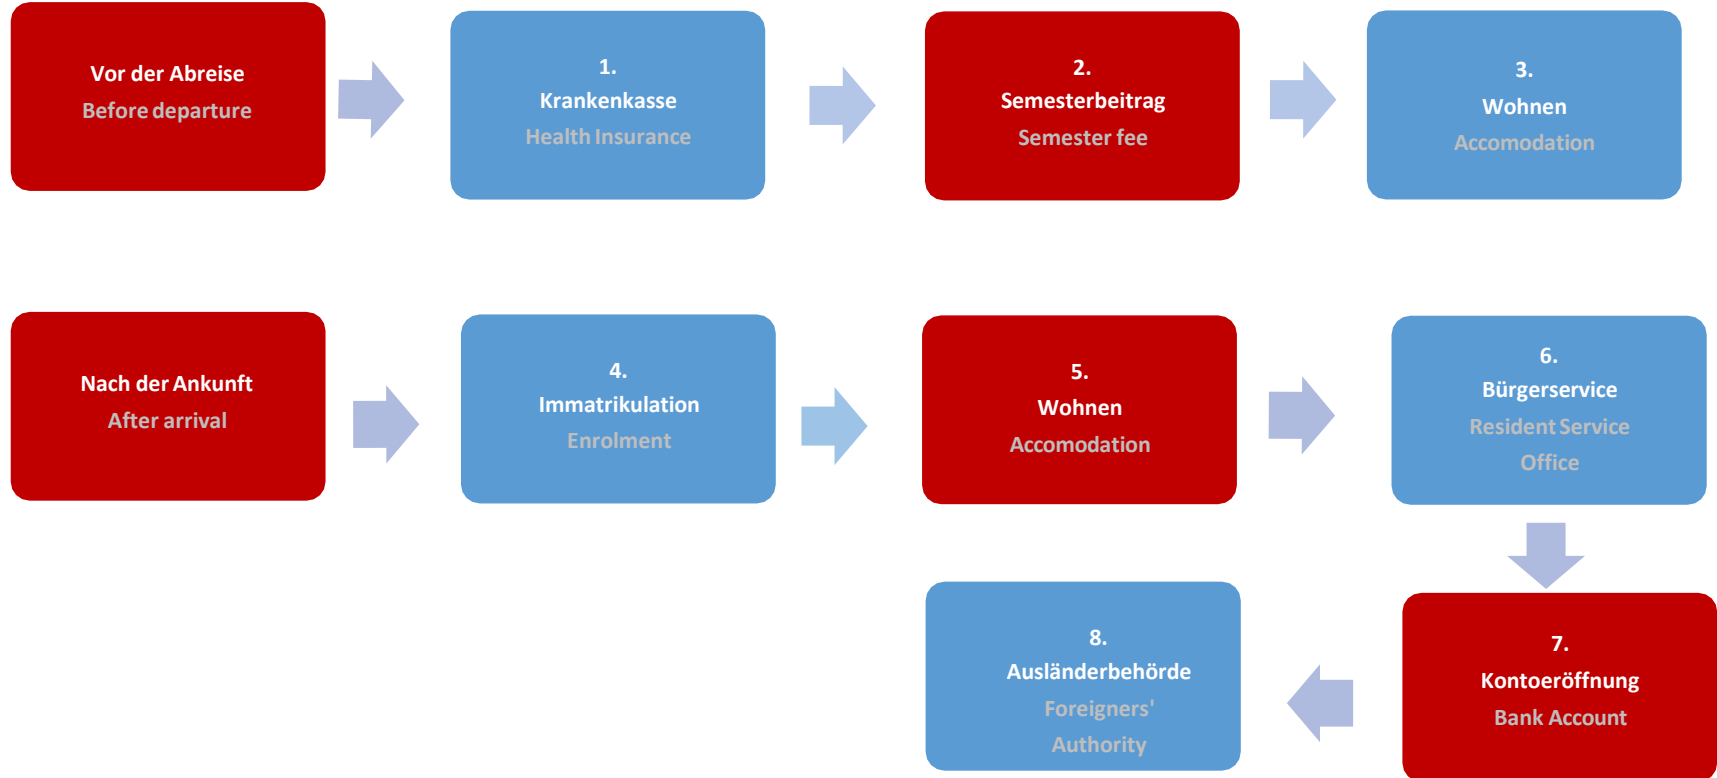 Vor der Abreise
Before departure
1.
Krankenkasse
Health Insurance
2.
Semesterbeitrag
Semester fee
3.
Wohnen
Accomodation
Nach der Ankunft
After arrival
4.
Immatrikulation
Enrolment
5.
Wohnen
Accomodation
6.
Bürgerservice
Resident Service
Office
7.
Kontoeröffnung
Bank Account
8.
Ausländerbehörde
Foreigners'
Authority